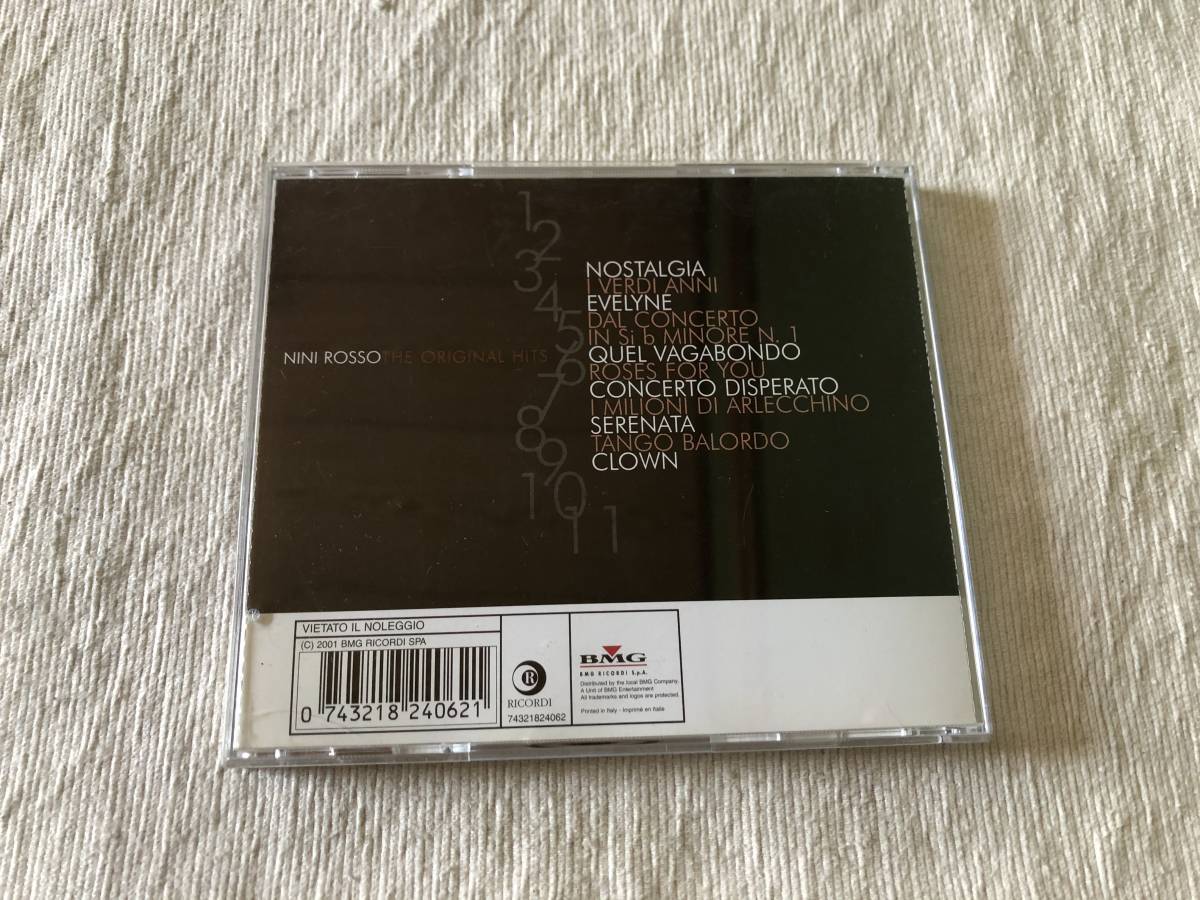 1
2
3
4
5
6
7
8
9
10
11
NINI ROSSO THE ORIGINAL HITS
NOSTALGIA
I VERDI ANNI
EVELYNE
DAL CONCERTO
IN Si b MINORE N. 1
QUEL VAGABONDO
ROSES FOR YOU
CONCERTO DISPERATO
I MILIONI DI ARLECCHINO
SERENATA
TANGO BALORDO
CLOWN
VIETATO IL NOLEGGIO
(C) 2001 BMG RICORDI SPA
0 743218 240621
R
RICORDI
74321824062
BMG
BMG RICORDI S.p.A.
Distributed by the local BMG Company.
A Unit of BMG Entertainment
All trademarks and logos are protected.
Printed in Italy - Imprimé en Italie